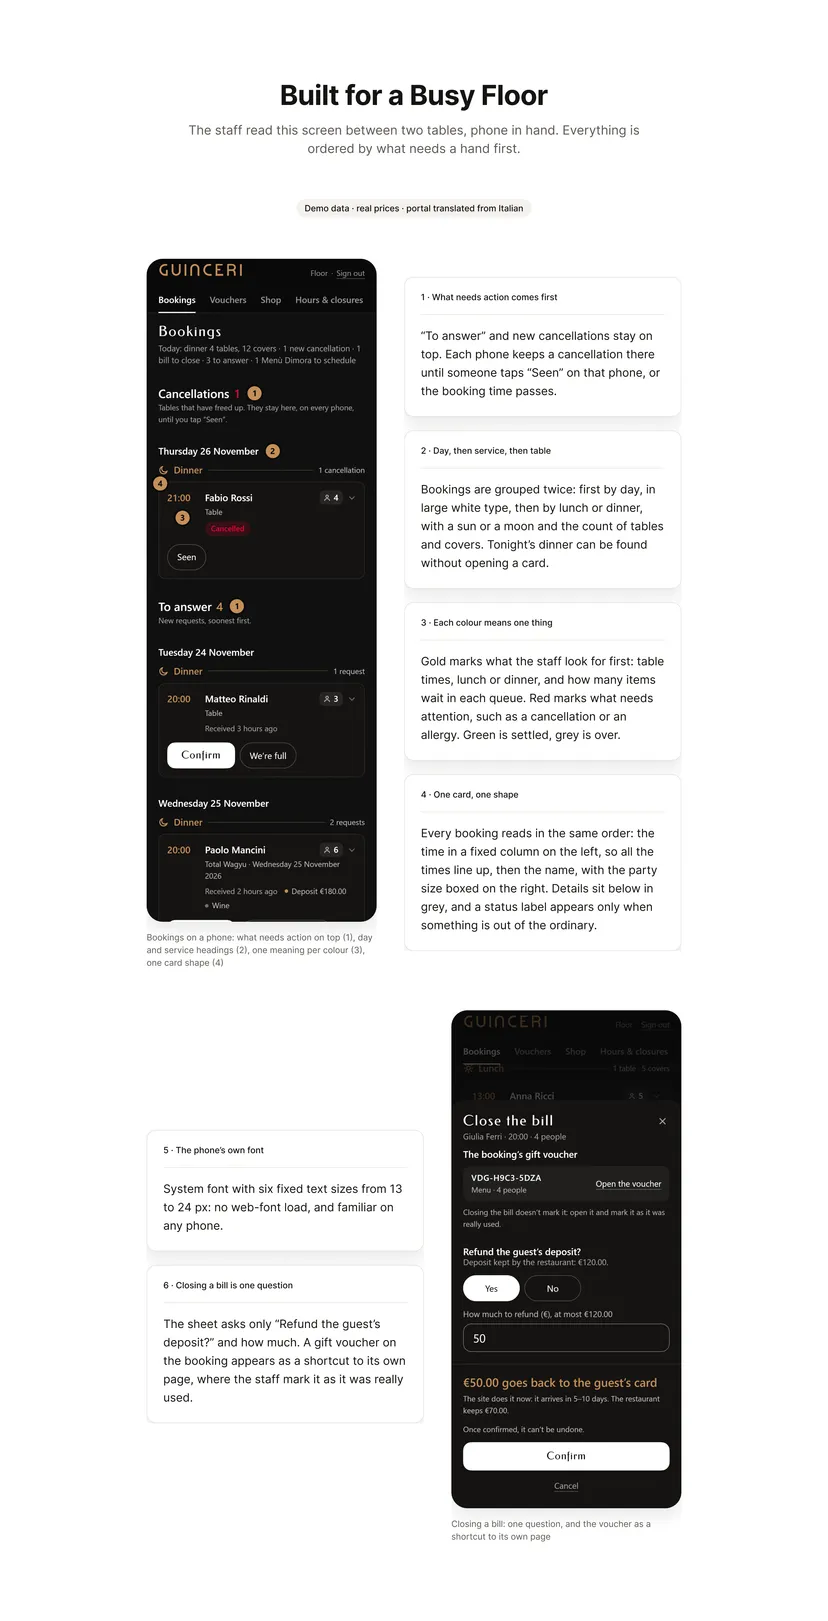 Built for a Busy Floor
The staff read this screen between two tables, phone in hand. Everything is
ordered by what needs a hand first.
Demo data · real prices · portal translated from Italian
GUINCERI
Floor · Sign out
Bookings Vouchers Shop Hours & closures
Bookings
Today: dinner 4 tables, 12 covers · 1 new cancellation · 1
bill to close · 3 to answer · 1 Menù Dimora to schedule
Cancellations 1 1
Tables that have freed up. They stay here, on every phone,
until you tap “Seen”.
Thursday 26 November 2
Dinner 1 cancellation
4
21:00 Fabio Rossi 4
Table
3
Cancelled
Seen
To answer 4 1
New requests, soonest first.
Tuesday 24 November
Dinner 1 request
20:00 Matteo Rinaldi 3
Table
Received 3 hours ago
Confirm We’re full
Wednesday 25 November
Dinner 2 requests
20:00 Paolo Mancini 6
Total Wagyu · Wednesday 25 November
2026
Received 2 hours ago Deposit €180.00
Wine
Bookings on a phone: what needs action on top (1), day
and service headings (2), one meaning per colour (3),
one card shape (4)
1 · What needs action comes first
“To answer” and new cancellations stay on
top. Each phone keeps a cancellation there
until someone taps “Seen” on that phone, or
the booking time passes.
2 · Day, then service, then table
Bookings are grouped twice: first by day, in
large white type, then by lunch or dinner,
with a sun or a moon and the count of tables
and covers. Tonight’s dinner can be found
without opening a card.
3 · Each colour means one thing
Gold marks what the staff look for first: table
times, lunch or dinner, and how many items
wait in each queue. Red marks what needs
attention, such as a cancellation or an
allergy. Green is settled, grey is over.
4 · One card, one shape
Every booking reads in the same order: the
time in a fixed column on the left, so all the
times line up, then the name, with the party
size boxed on the right. Details sit below in
grey, and a status label appears only when
something is out of the ordinary.
5 · The phone’s own font
System font with six fixed text sizes from 13
to 24 px: no web-font load, and familiar on
any phone.
6 · Closing a bill is one question
The sheet asks only “Refund the guest’s
deposit?” and how much. A gift voucher on
the booking appears as a shortcut to its own
page, where the staff mark it as it was really
used.
GUINCERI
Floor · Sign out
Bookings Vouchers Shop Hours & closures
Lunch 1 table · 5 covers
13:00 Anna Ricci 5
Close the bill
Giulia Ferri · 20:00 · 4 people
The booking’s gift voucher
VDG-H9C3-5DZA
Menu · 4 people
Open the voucher
Closing the bill doesn’t mark it: open it and mark it as it was
really used.
Refund the guest’s deposit?
Deposit kept by the restaurant: €120.00.
Yes No
How much to refund (€), at most €120.00
50
€50.00 goes back to the guest’s card
The site does it now: it arrives in 5–10 days. The restaurant
keeps €70.00.
Once confirmed, it can’t be undone.
Confirm
Cancel
Closing a bill: one question, and the voucher as a
shortcut to its own page